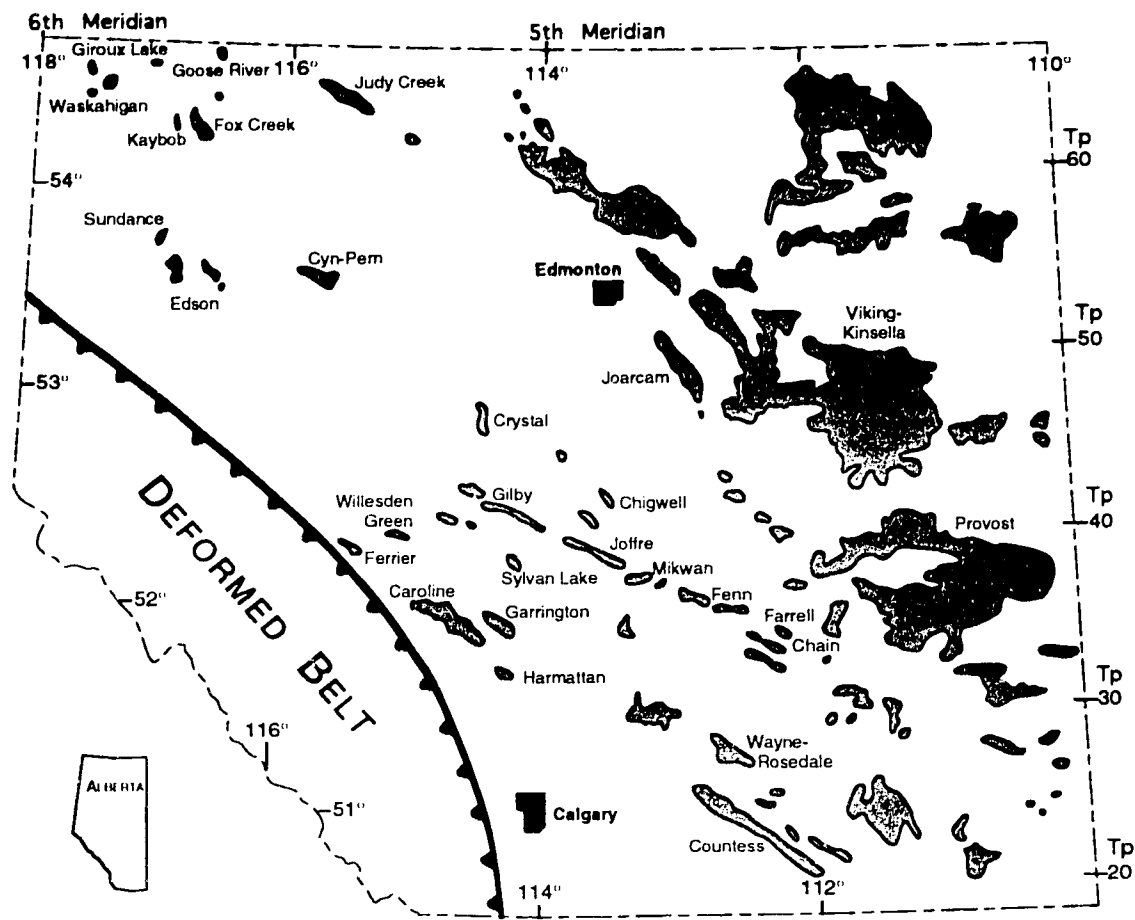 6th Meridian
5th Meridian
118°
Giroux Lake
Goose River
116°
114°
110°
Waskahigan
Judy Creek
Kaybob
Fox Creek
Tp
60
54°
Sundance
Cyn-Pem
Edson
Edmonton
Viking-
Kinsella
Tp
50
Joarcam
53°
Crystal
Willesden
Green
Gilby
Chigwell
Tp
40
Provost
Ferrier
Joffre
Sylvan Lake
Mikwan
Fenn
Caroline
Garrington
Farrell
Chain
52°
DEFORMED BELT
Harmattan
Tp
30
116°
Wayne-
Rosedale
ALBERTA
51°
Calgary
Countess
Tp
20
114°
112°